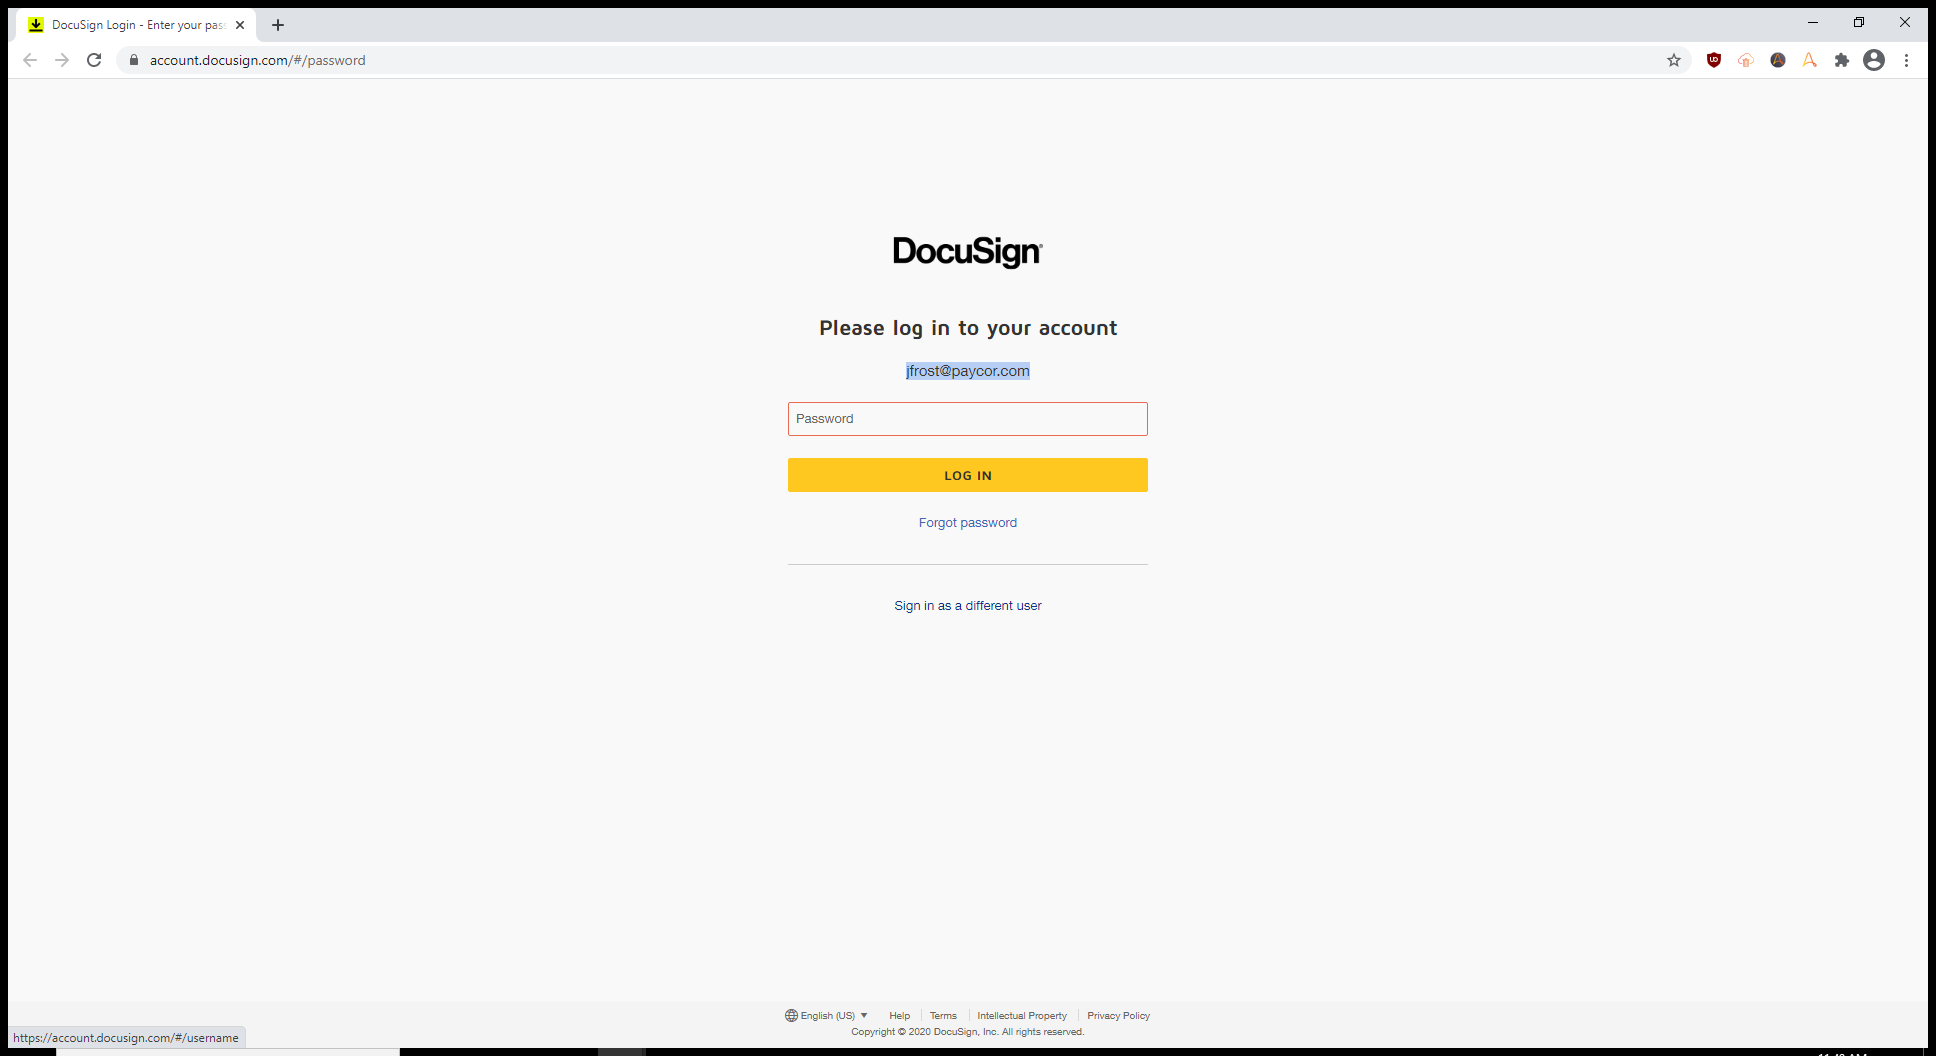 DocuSign Login - Enter your pas
account.docusign.com/#/password
DocuSign
Please log in to your account
jfrost@paycor.com
Password
LOG IN
Forgot password
Sign in as a different user
English (US) Help Terms Intellectual Property Privacy Policy
Copyright © 2020 DocuSign, Inc. All rights reserved.
https://account.docusign.com/#/username